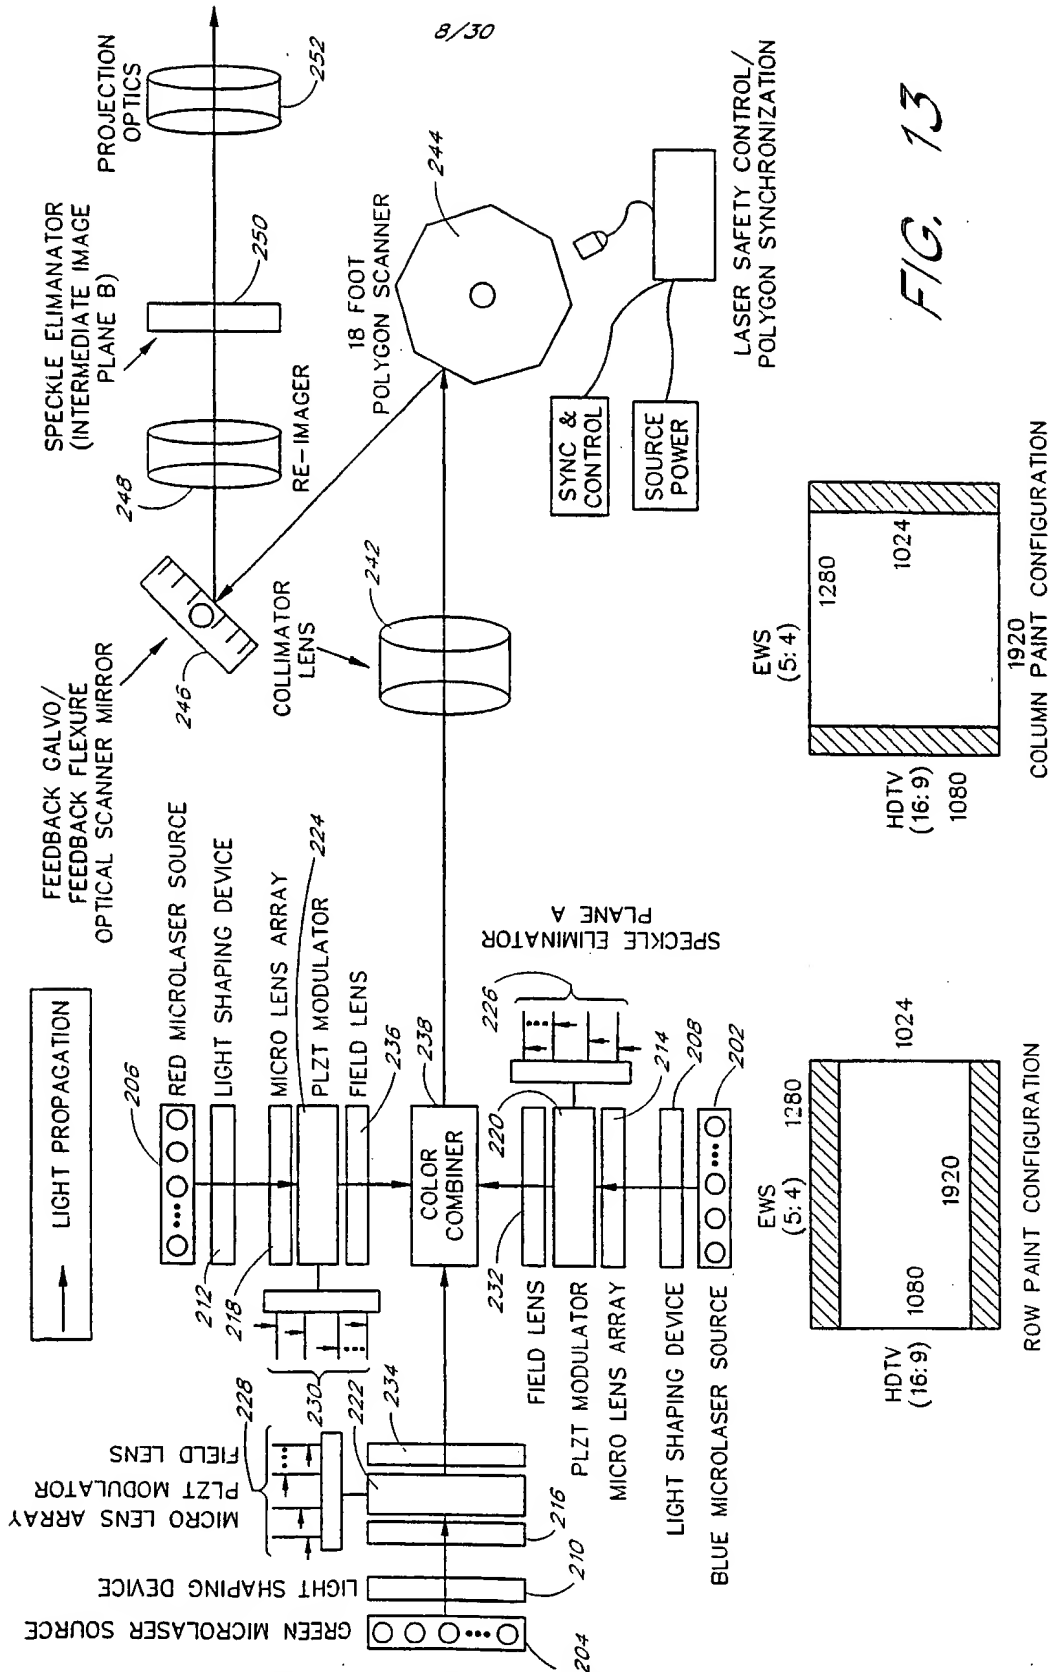 8/30
LIGHT PROPAGATION
FEEDBACK GALVO/
FEEDBACK FLEXURE
OPTICAL SCANNER MIRROR
246
248
RE-IMAGER
SPECKLE ELIMANATOR
(INTERMEDIATE IMAGE
PLANE B)
250
PROJECTION
OPTICS
252
COLLIMATOR
LENS
242
18 FOOT
POLYGON SCANNER
244
206
RED MICROLASER SOURCE
212
LIGHT SHAPING DEVICE
218
MICRO LENS ARRAY
PLZT MODULATOR
224
FIELD LENS
236
230
228
MICRO LENS ARRAY
PLZT MODULATOR
FIELD LENS
222
234
216
LIGHT SHAPING DEVICE
210
GREEN MICROLASER SOURCE
204
COLOR
COMBINER
238
232
FIELD LENS
220
PLZT MODULATOR
226
SPECKLE ELIMINATOR
PLANE A
MICRO LENS ARRAY
214
LIGHT SHAPING DEVICE
208
BLUE MICROLASER SOURCE
202
SYNC &
CONTROL
SOURCE
POWER
LASER SAFETY CONTROL/
POLYGON SYNCHRONIZATION
EWS
(5:4)
1280
HDTV
(16:9)
1080
1920
1024
ROW PAINT CONFIGURATION
EWS
(5:4)
1280
HDTV
(16:9)
1080
1024
1920
COLUMN PAINT CONFIGURATION
FIG. 13